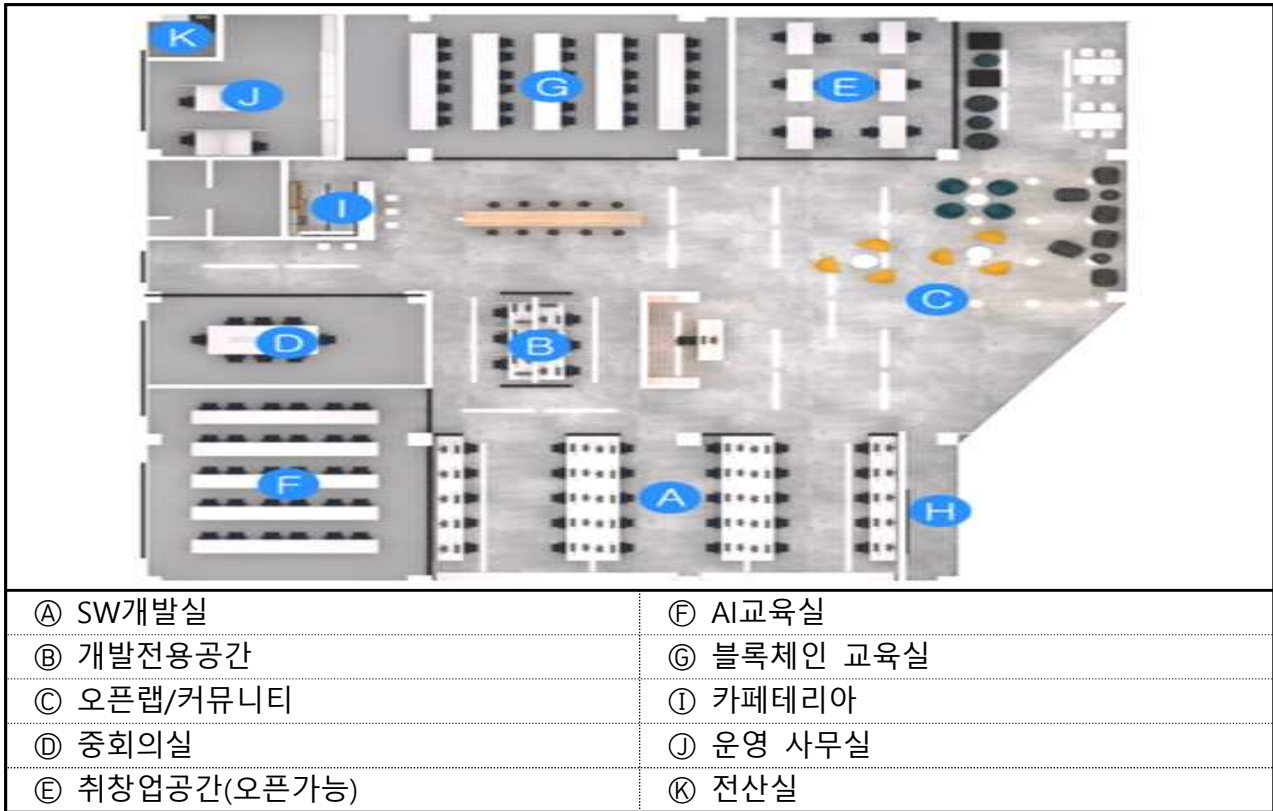 K
J
G
E
I
C
D
B
F
A
H
Ⓐ SW개발실
Ⓕ AI교육실
Ⓑ 개발전용공간
Ⓖ 블록체인 교육실
Ⓒ 오픈랩/커뮤니티
Ⓘ 카페테리아
Ⓓ 중회의실
Ⓙ 운영 사무실
Ⓔ 취창업공간(오픈가능)
Ⓚ 전산실